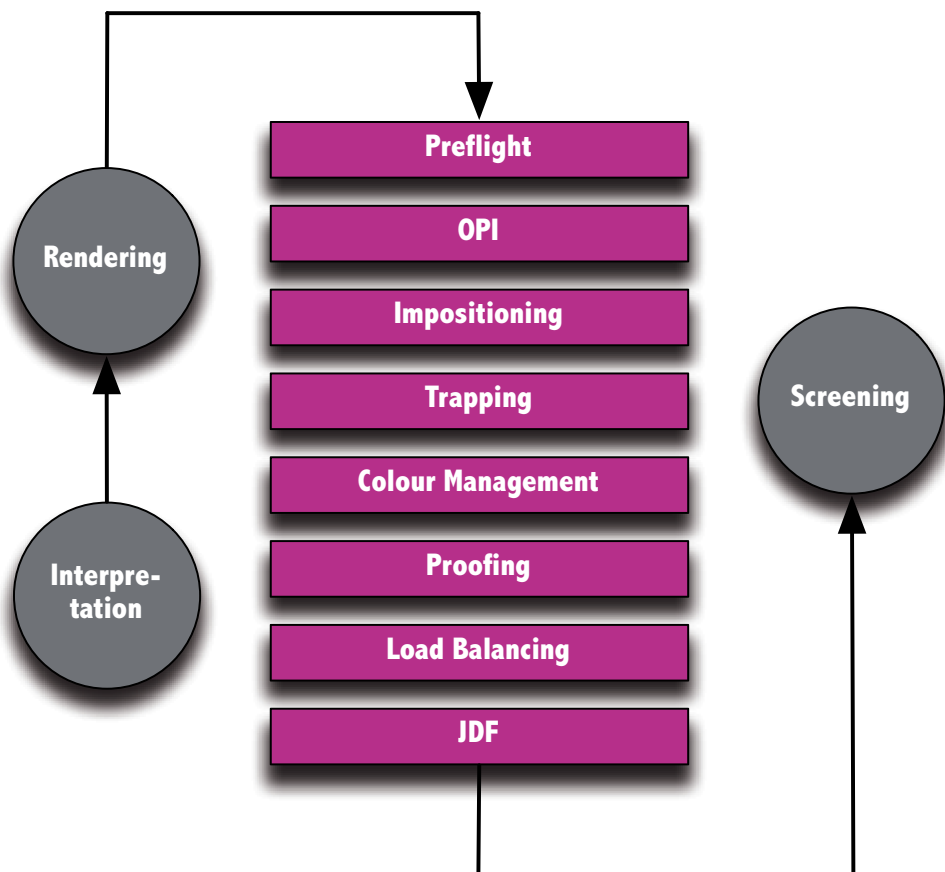 Preflight
OPI
Rendering
Impositioning
Trapping
Screening
Colour Management
Proofing
Interpre-
tation
Load Balancing
JDF